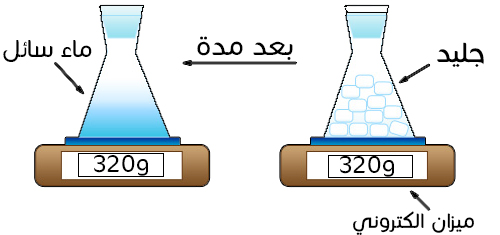 جليد
بعد مدة
ماء سائل
320g
320g
ميزان الكتروني